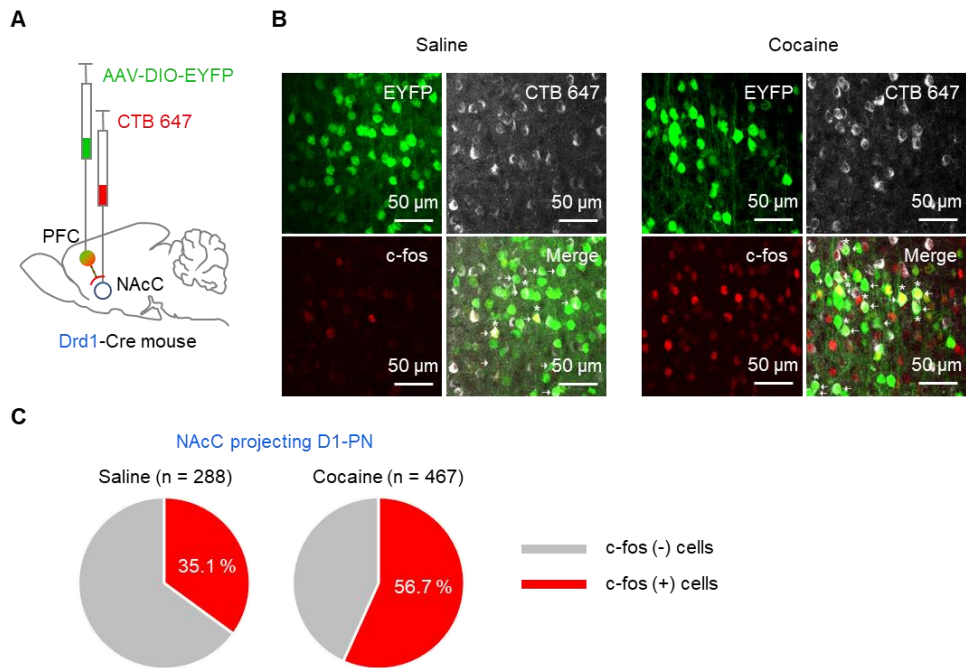 A
AAV-DIO-EYFP
CTB 647
PFC
NAcC
Drd1-Cre mouse
B
Saline
Cocaine
EYFP
CTB 647
EYFP
CTB 647
50 µm
50 µm
50 µm
50 µm
c-fos
Merge
c-fos
Merge
50 µm
50 µm
50 µm
50 µm
C
NAcC projecting D1-PN
Saline (n = 288)
Cocaine (n = 467)
35.1 %
56.7 %
c-fos (-) cells
c-fos (+) cells